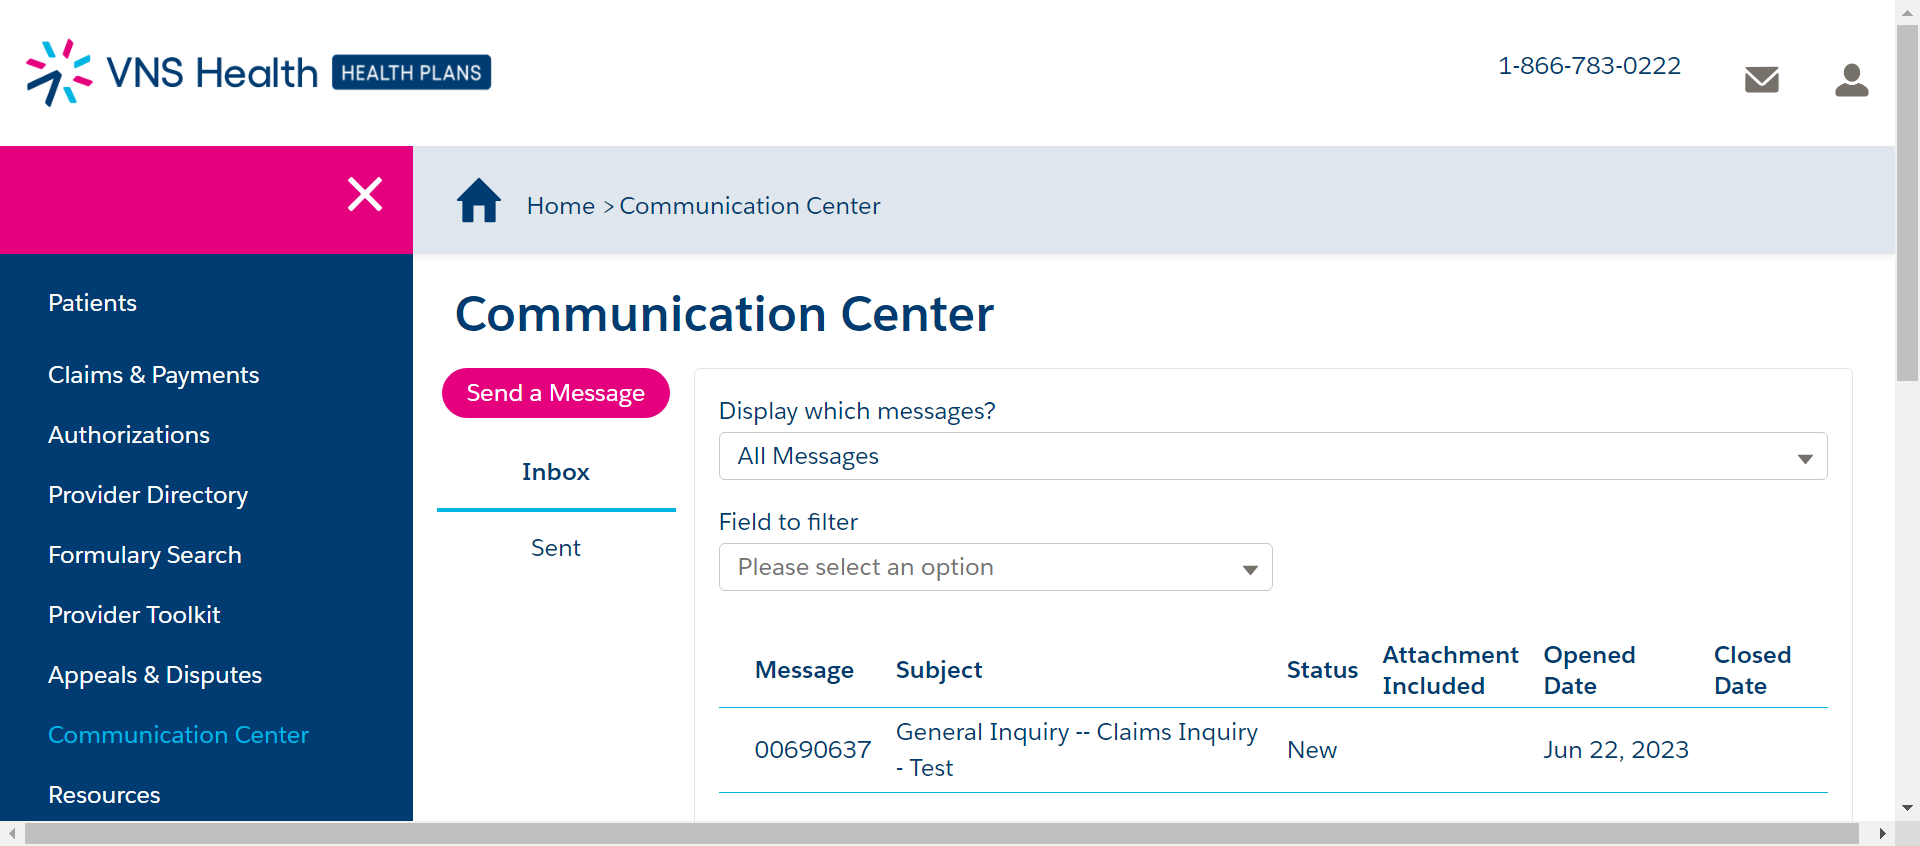 VNS Health HEALTH PLANS
1-866-783-0222
Home > Communication Center
Patients
Claims & Payments
Authorizations
Provider Directory
Formulary Search
Provider Toolkit
Appeals & Disputes
Communication Center
Resources
Communication Center
Send a Message
Inbox
Sent
Display which messages?
All Messages
Field to filter
Please select an option
Message Subject Status Attachment Included Opened Date Closed Date
00690637 General Inquiry -- Claims Inquiry - Test New Jun 22, 2023